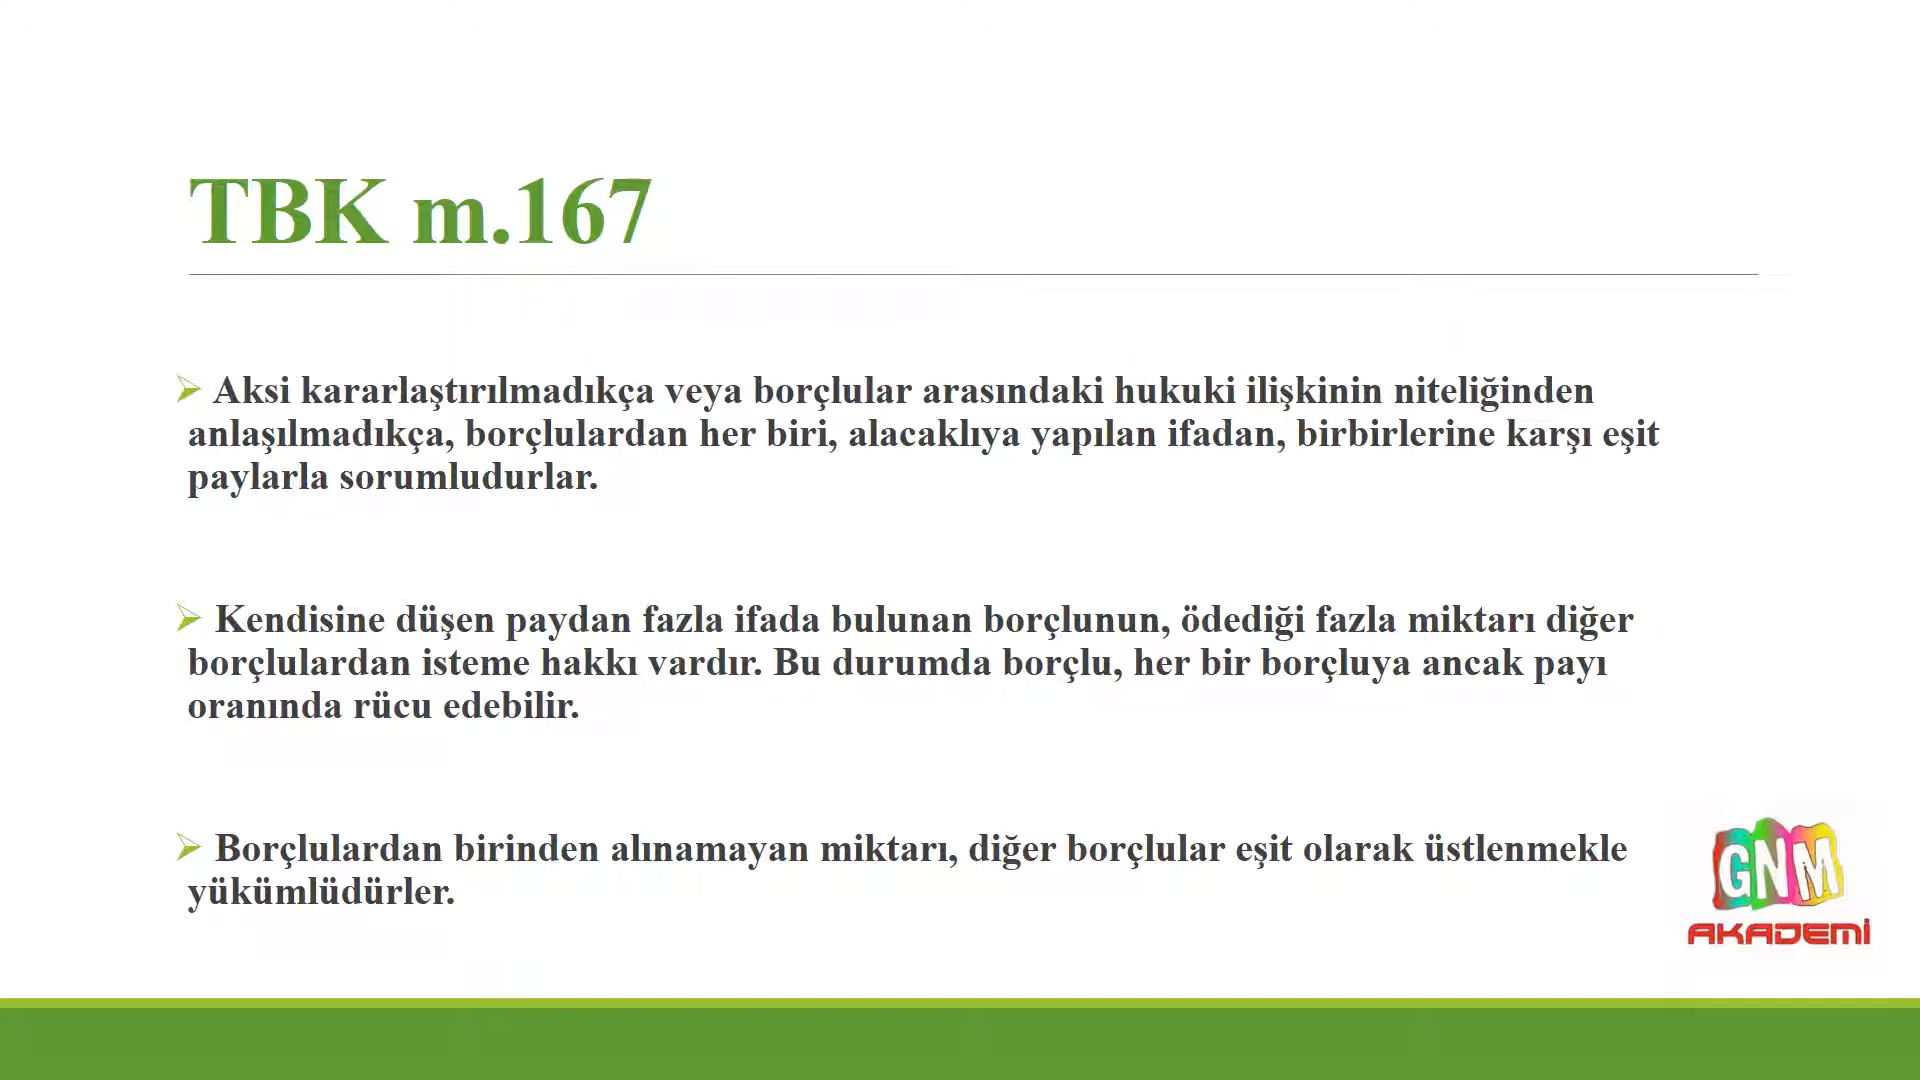 TBK m.167
Aksi kararlaştırılmadıkça veya borçlular arasındaki hukuki ilişkinin niteliğinden
anlaşılmadıkça, borçlulardan her biri, alacaklıya yapılan ifadan, birbirlerine karşı eşit
paylarla sorumludurlar.
Kendisine düşen paydan fazla ifada bulunan borçlunun, ödediği fazla miktarı diğer
borçlulardan isteme hakkı vardır. Bu durumda borçlu, her bir borçluya ancak payı
oranında rücu edebilir.
Borçlulardan birinden alınamayan miktarı, diğer borçlular eşit olarak üstlenmekle
yükümlüdürler.
GNM
AKADEMİ